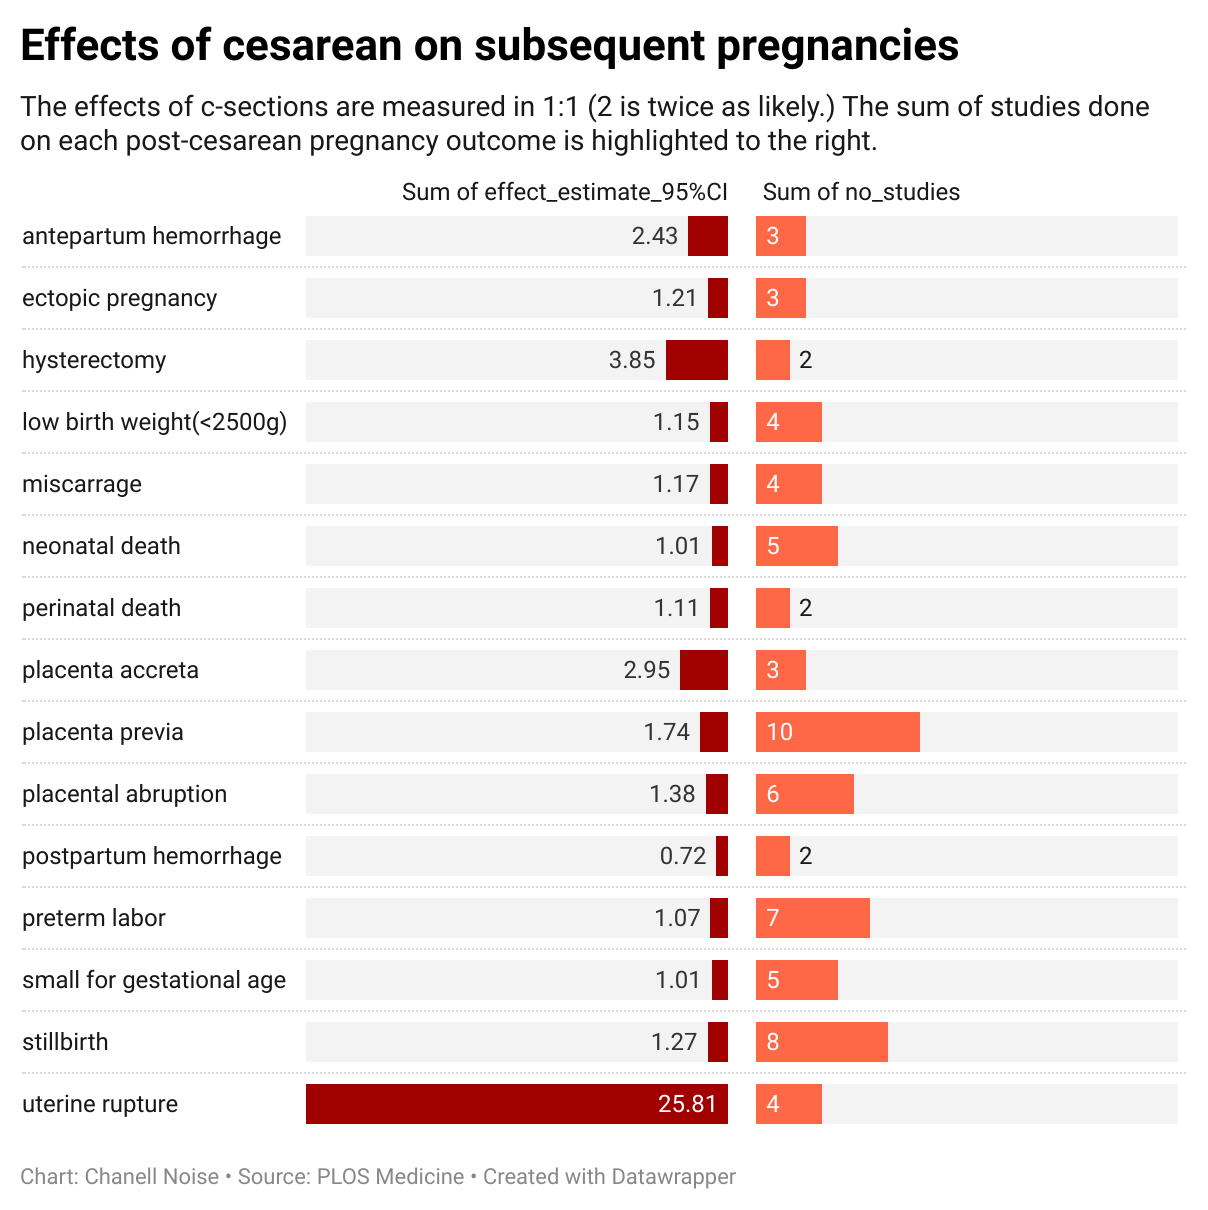 Effects of cesarean on subsequent pregnancies
The effects of c-sections are measured in 1:1 (2 is twice as likely.) The sum of studies done
on each post-cesarean pregnancy outcome is highlighted to the right.
Sum of effect_estimate_95%CI Sum of no_studies
antepartum hemorrhage 2.43 3
ectopic pregnancy 1.21 3
hysterectomy 3.85 2
low birth weight(<2500g) 1.15 4
miscarrage 1.17 4
neonatal death 1.01 5
perinatal death 1.11 2
placenta accreta 2.95 3
placenta previa 1.74 10
placental abruption 1.38 6
postpartum hemorrhage 0.72 2
preterm labor 1.07 7
small for gestational age 1.01 5
stillbirth 1.27 8
uterine rupture 25.81 4
Chart: Chanell Noise • Source: PLOS Medicine • Created with Datawrapper